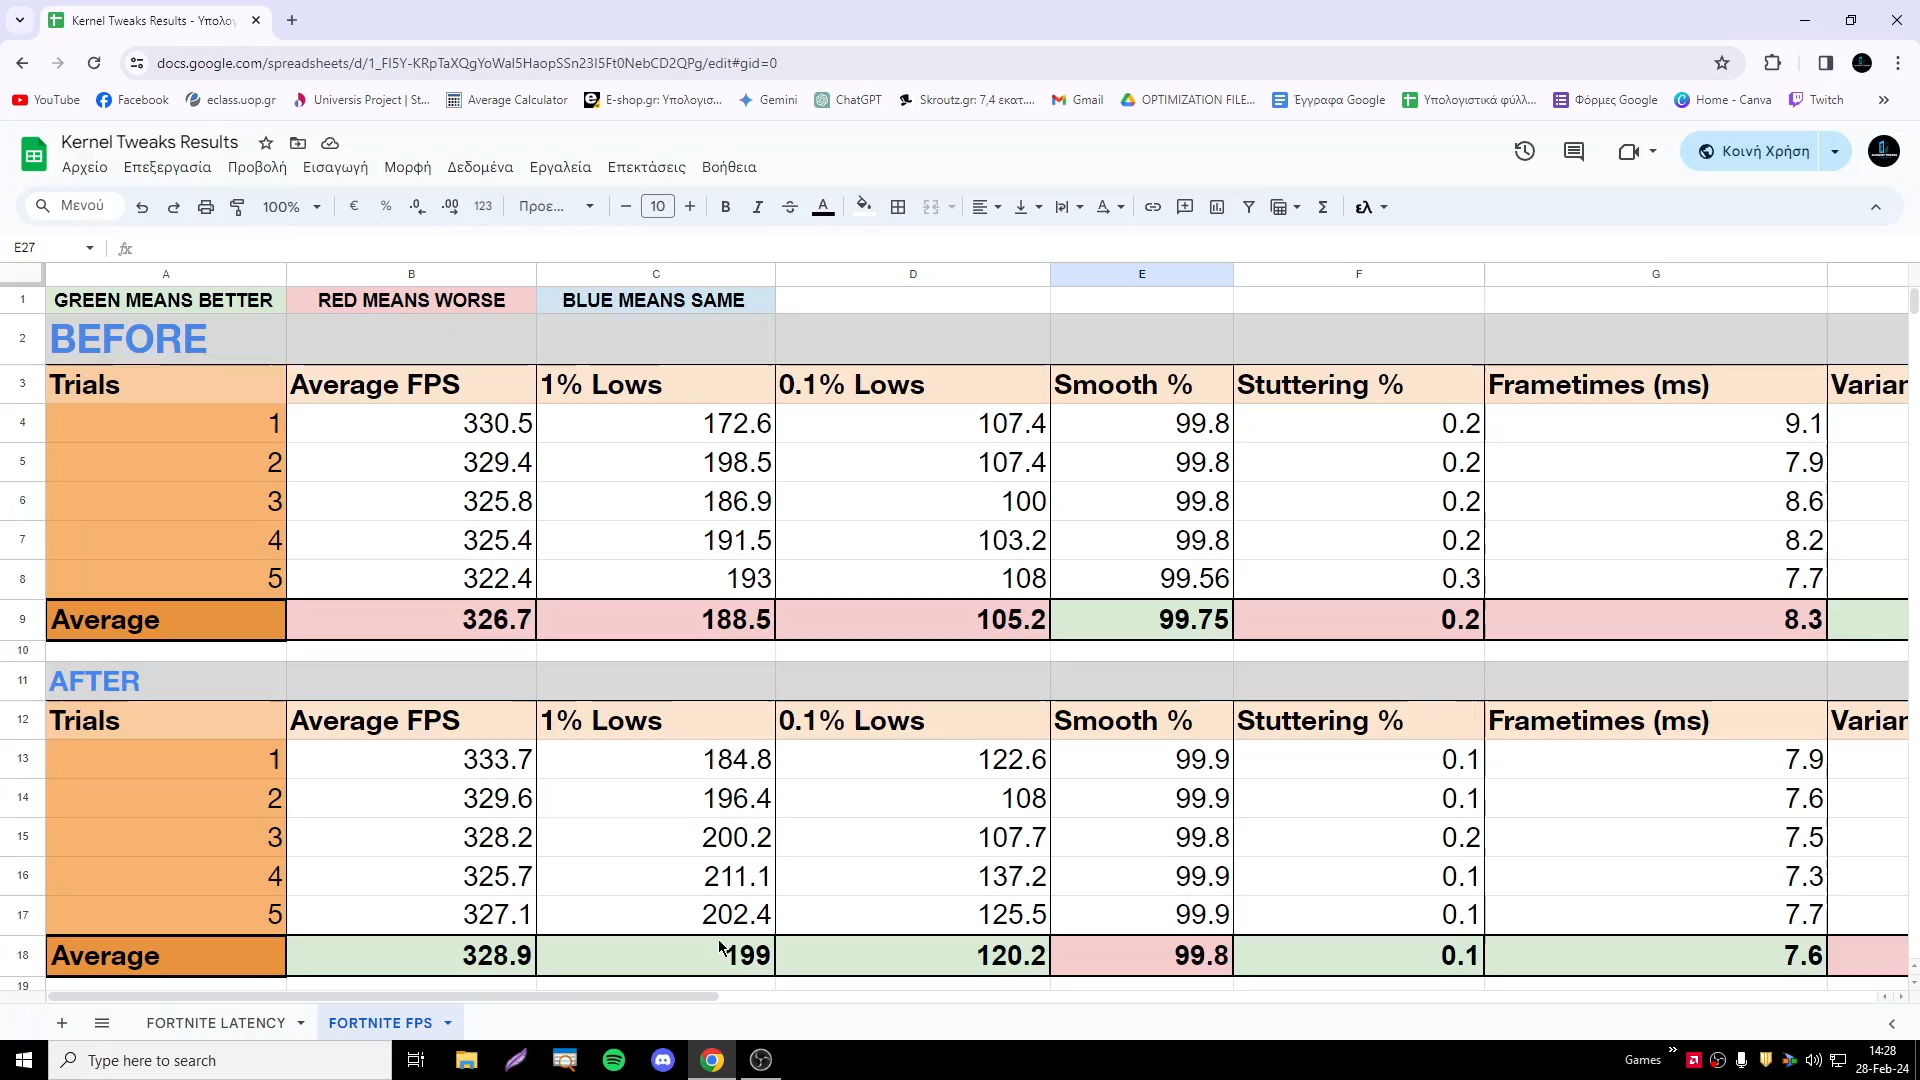 Kernel Tweaks Results - Υπολογ
docs.google.com/spreadsheets/d/1_FI5Y-KRpTaXQgYoWal5HaopSSn23I5Ft0NebCD2QPg/edit#gid=0
YouTube Facebook eclass.uop.gr Universis Project | St... Average Calculator E-shop.gr: Υπολογισ... Gemini ChatGPT Skroutz.gr: 7,4 εκατ.... Gmail OPTIMIZATION FILE... Έγγραφα Google Υπολογιστικά φύλλ... Φόρμες Google Home - Canva Twitch
Kernel Tweaks Results
Αρχείο Επεξεργασία Προβολή Εισαγωγή Μορφή Δεδομένα Εργαλεία Επεκτάσεις Βοήθεια
Κοινή Χρήση
Μενού 100% € % .0 .00 123 Προε... 10 B I A Σ ελ
E27 fx
A B C D E F G
1 GREEN MEANS BETTER RED MEANS WORSE BLUE MEANS SAME
2 BEFORE
3 Trials Average FPS 1% Lows 0.1% Lows Smooth % Stuttering % Frametimes (ms) Varian
4 1 330.5 172.6 107.4 99.8 0.2 9.1
5 2 329.4 198.5 107.4 99.8 0.2 7.9
6 3 325.8 186.9 100 99.8 0.2 8.6
7 4 325.4 191.5 103.2 99.8 0.2 8.2
8 5 322.4 193 108 99.56 0.3 7.7
9 Average 326.7 188.5 105.2 99.75 0.2 8.3
10
11 AFTER
12 Trials Average FPS 1% Lows 0.1% Lows Smooth % Stuttering % Frametimes (ms) Varian
13 1 333.7 184.8 122.6 99.9 0.1 7.9
14 2 329.6 196.4 108 99.9 0.1 7.6
15 3 328.2 200.2 107.7 99.8 0.2 7.5
16 4 325.7 211.1 137.2 99.9 0.1 7.3
17 5 327.1 202.4 125.5 99.9 0.1 7.7
18 Average 328.9 199 120.2 99.8 0.1 7.6
19
FORTNITE LATENCY FORTNITE FPS
Type here to search
Games
14:28
28-Feb-24